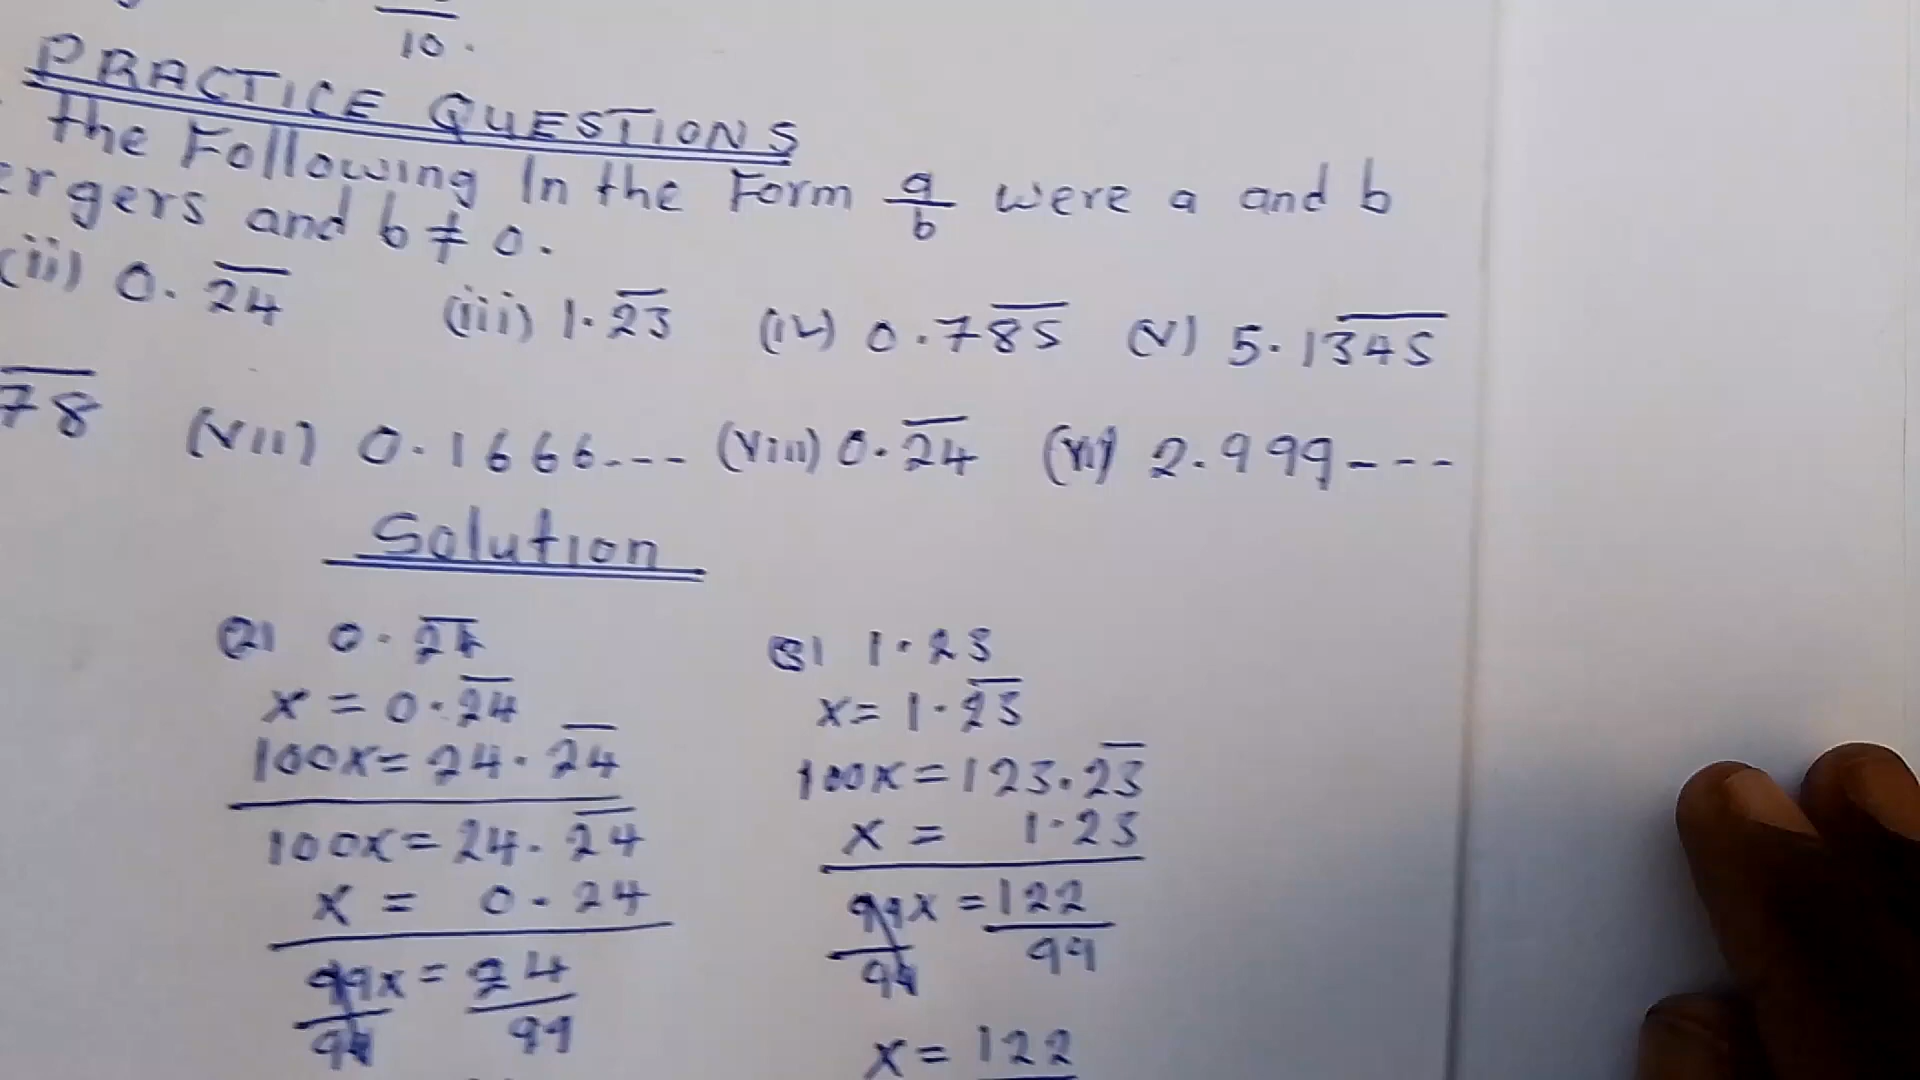 10.
PRACTICE QUESTIONS
the Following In the Form a/b were a and b
ergers and b ≠ 0.
(ii) 0.2̅4̅ (iii) 1.2̅3̅ (iv) 0.78̅5̅ (v) 5.13̅4̅5̅
7̅8̅ (vii) 0.1666... (viii) 0.2̅4̅ 2.999----
Solution
(2) 0.2̅4̅
x = 0.2̅4̅
100x = 24.2̅4̅
100x = 24.2̅4̅
x = 0.24
99x = 24
99 99
(3) 1.23
x = 1.2̅3̅
100x = 123.2̅3̅
x = 1.23
99x = 122
99 99
x = 122